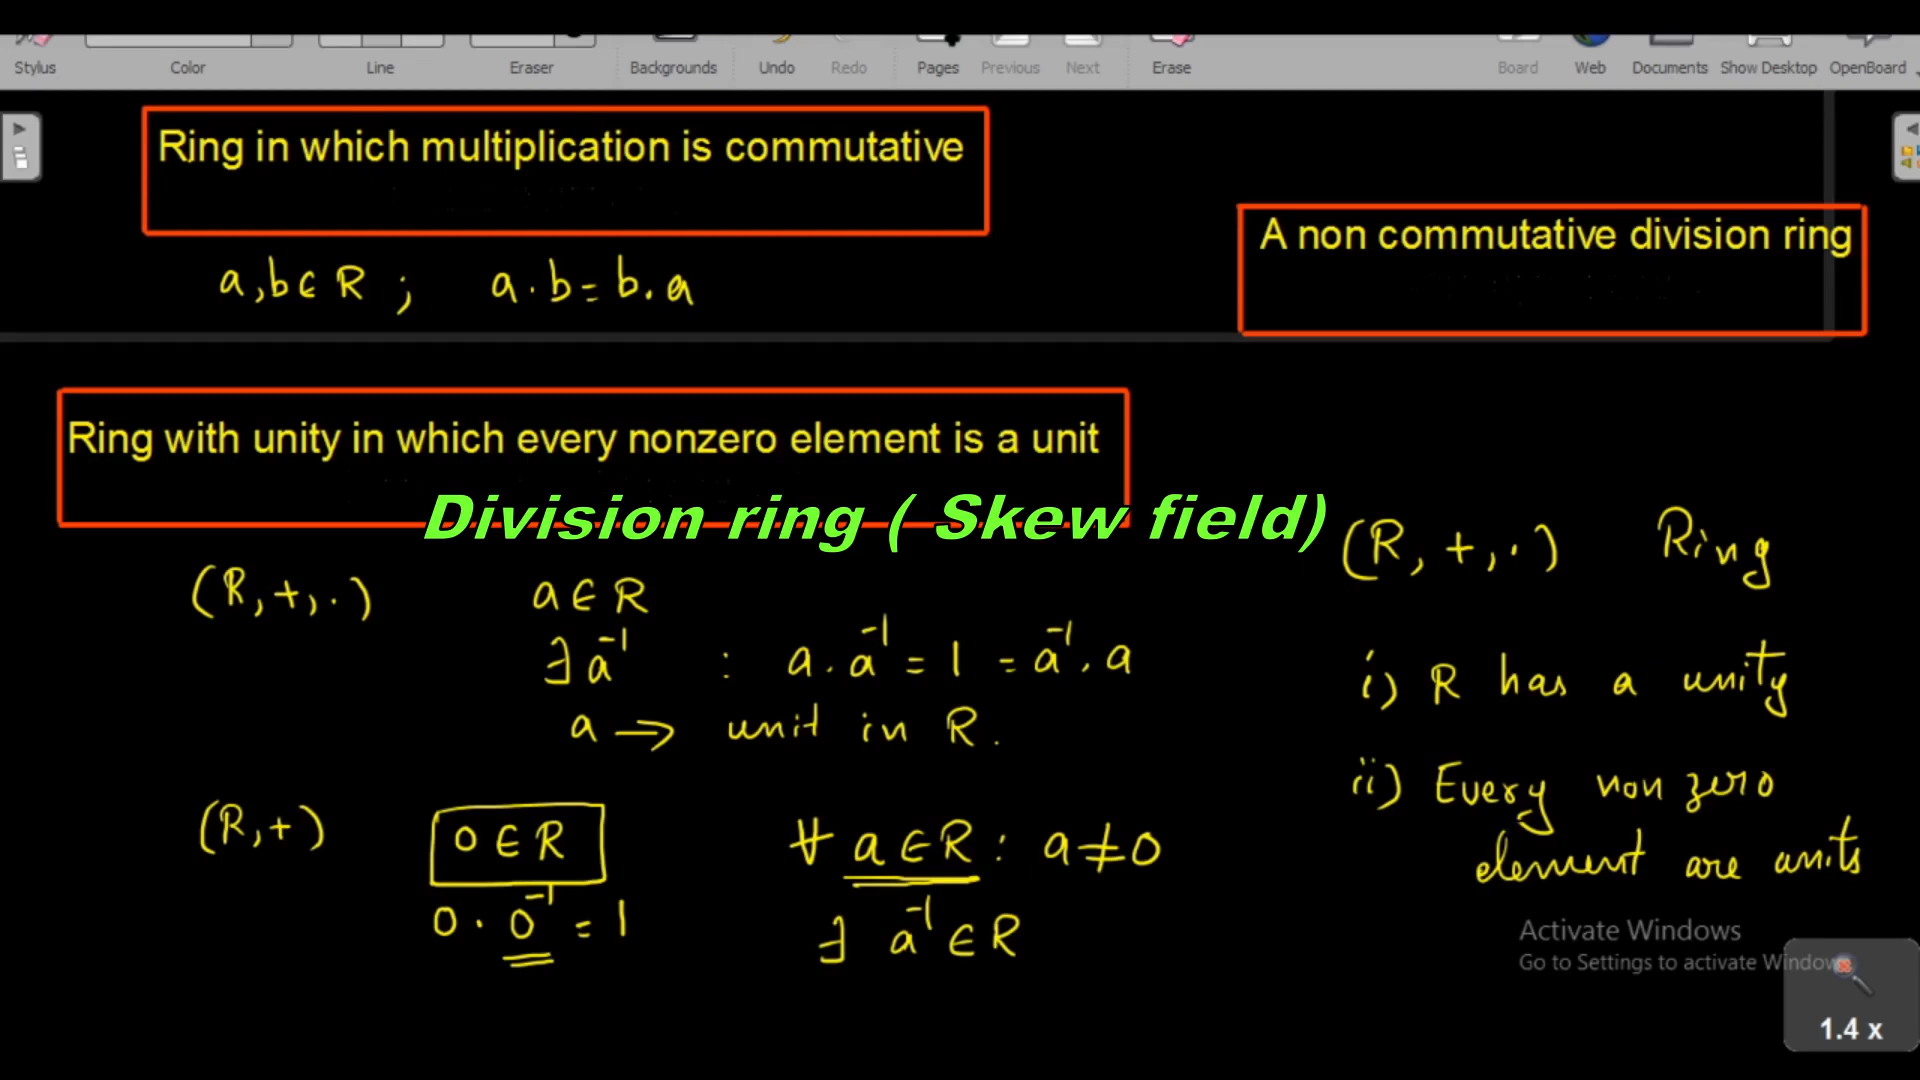 Stylus Color Line Eraser Backgrounds Undo Redo Pages Previous Next Erase Board Web Documents Show Desktop OpenBoard
Ring in which multiplication is commutative
a, b ∈ R ; a · b = b . a
A non commutative division ring
Ring with unity in which every nonzero element is a unit
Division ring ( Skew field)
(R, +, .)
a ∈ R
∃ a⁻¹ : a . a⁻¹ = 1 = a⁻¹ . a
a → unit in R .
(R, +)
0 ∈ R
0 · 0⁻¹ = 1
∀ a ∈ R : a ≠ 0
∃ a⁻¹ ∈ R
(R, +, .) Ring
i) R has a unity
ii) Every non zero
element are units
Activate Windows
Go to Settings to activate Windows
1.4 x